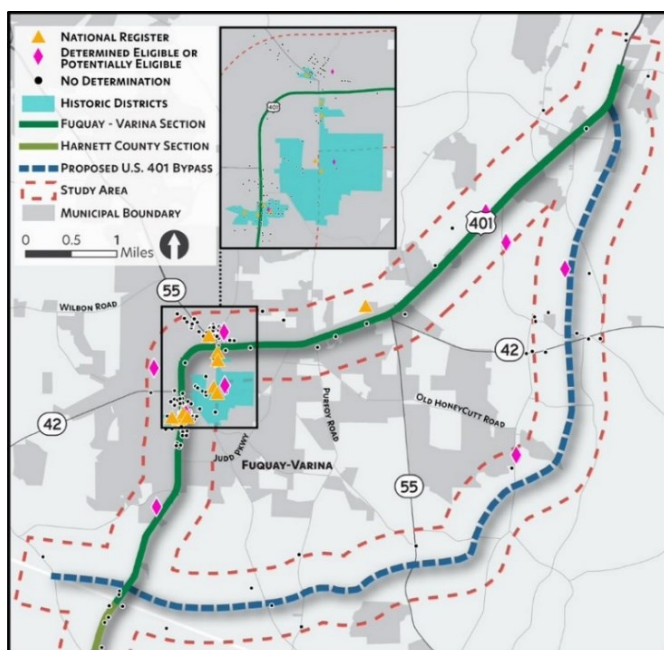 NATIONAL REGISTER
DETERMINED ELIGIBLE OR
POTENTIALLY ELIGIBLE
NO DETERMINATION
HISTORIC DISTRICTS
FUQUAY - VARINA SECTION
HARNETT COUNTY SECTION
PROPOSED U.S. 401 BYPASS
STUDY AREA
MUNICIPAL BOUNDARY
0 0.5 1
Miles
401
401
55
WILBON ROAD
42
42
JUDD PKWY
PURFOY ROAD
OLD HONEYCUTT ROAD
FUQUAY-VARINA
55